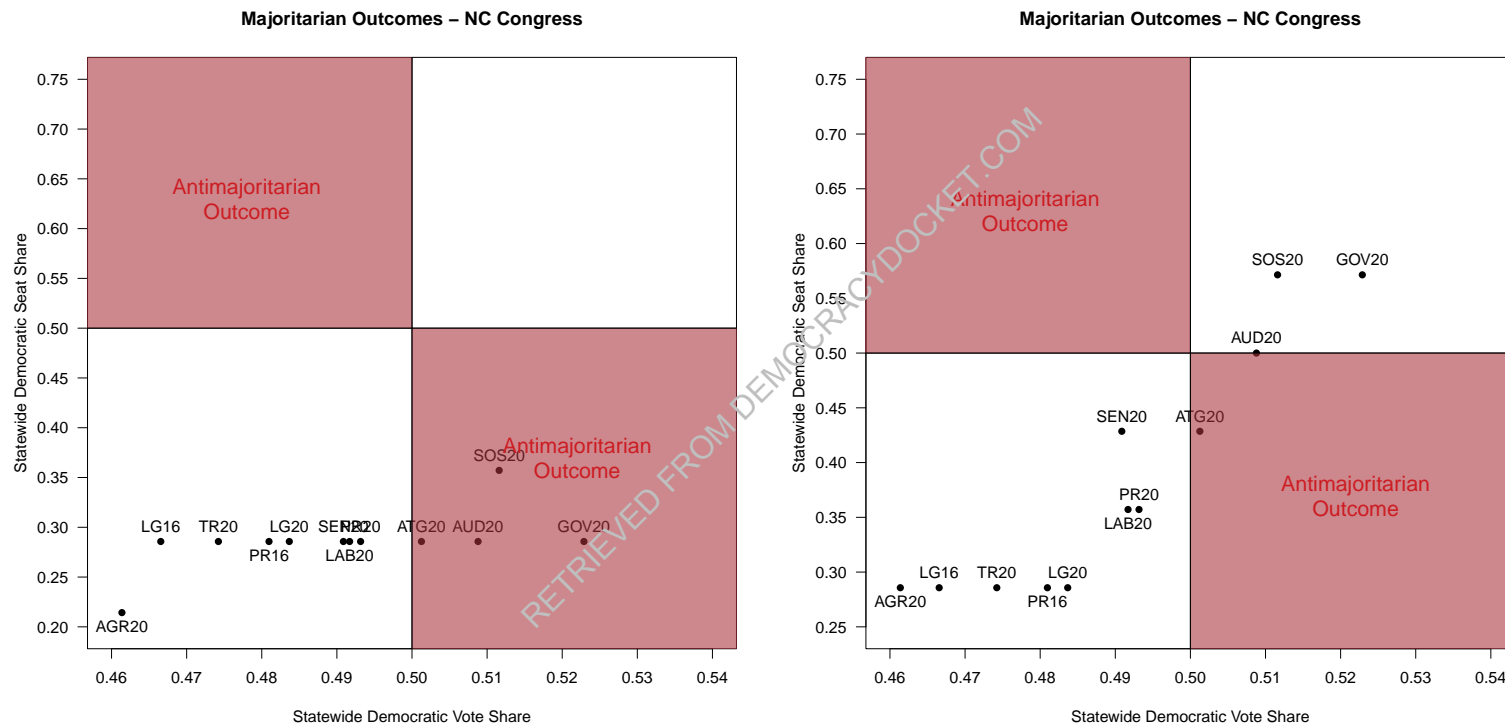 Majoritarian Outcomes – NC Congress
Statewide Democratic Seat Share
0.75
0.70
0.65
0.60
0.55
0.50
0.45
0.40
0.35
0.30
0.25
0.20
Antimajoritarian
Outcome
Antimajoritarian
Outcome
SOS20
LG16
TR20
LG20
SEN20
PR20
ATG20
AUD20
GOV20
PR16
LAB20
AGR20
0.46
0.47
0.48
0.49
0.50
0.51
0.52
0.53
0.54
Statewide Democratic Vote Share
Majoritarian Outcomes – NC Congress
Statewide Democratic Seat Share
0.75
0.70
0.65
0.60
0.55
0.50
0.45
0.40
0.35
0.30
0.25
Antimajoritarian
Outcome
SOS20
GOV20
AUD20
SEN20
ATG20
Antimajoritarian
Outcome
PR20
LAB20
LG16
TR20
LG20
AGR20
PR16
0.46
0.47
0.48
0.49
0.50
0.51
0.52
0.53
0.54
Statewide Democratic Vote Share
RETRIEVED FROM DEMOCRACYDOCKET.COM